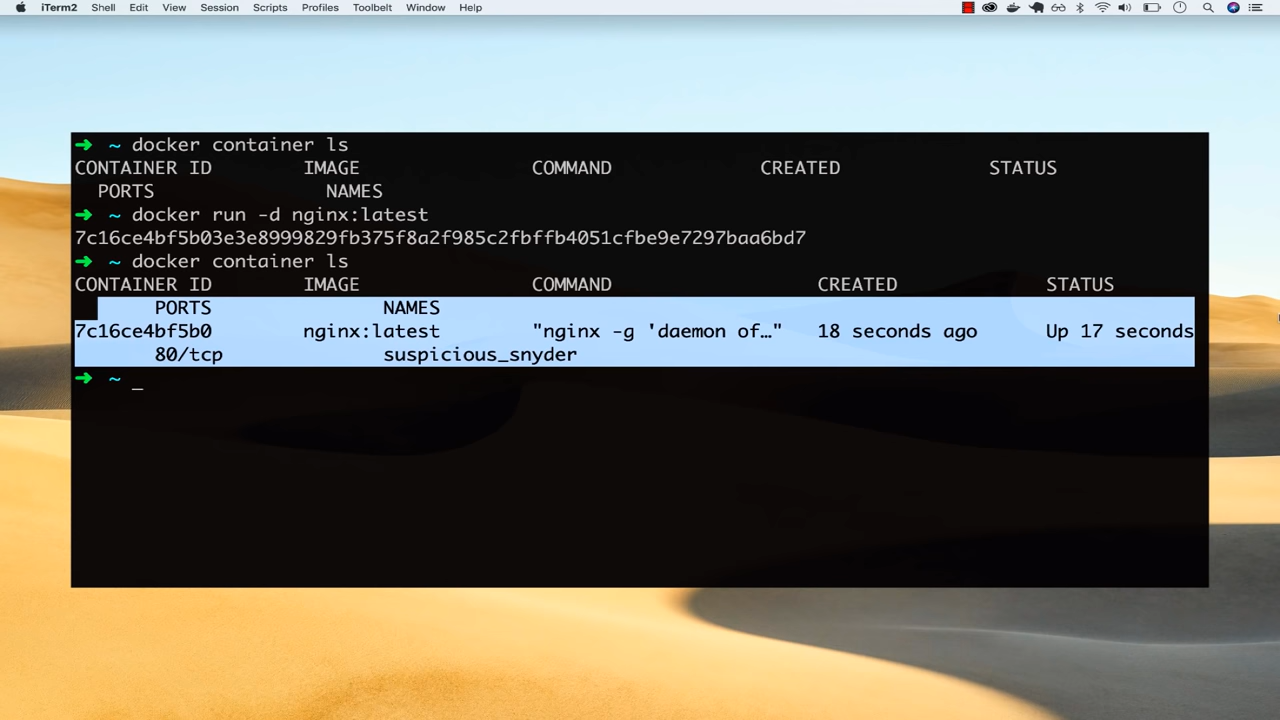 iTerm2 Shell Edit View Session Scripts Profiles Toolbelt Window Help
➜ ~ docker container ls
CONTAINER ID IMAGE COMMAND CREATED STATUS
PORTS NAMES
➜ ~ docker run -d nginx:latest
7c16ce4bf5b03e3e8999829fb375f8a2f985c2fbffb4051cfbe9e7297baa6bd7
➜ ~ docker container ls
CONTAINER ID IMAGE COMMAND CREATED STATUS
PORTS NAMES
7c16ce4bf5b0 nginx:latest "nginx -g 'daemon of…" 18 seconds ago Up 17 seconds
80/tcp suspicious_snyder
➜ ~ _